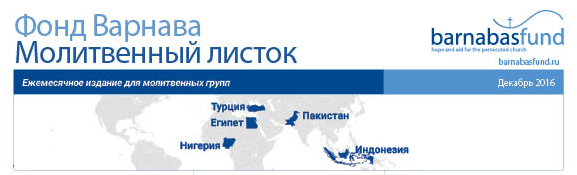 Фонд Варнава
Молитвенный листок
barnabasfund
hope and aid for the persecuted church
barnabasfund.ru
Ежемесячное издание для молитвенных групп
Декабрь 2016
Турция
Египет
Пакистан
Нигерия
Индонезия